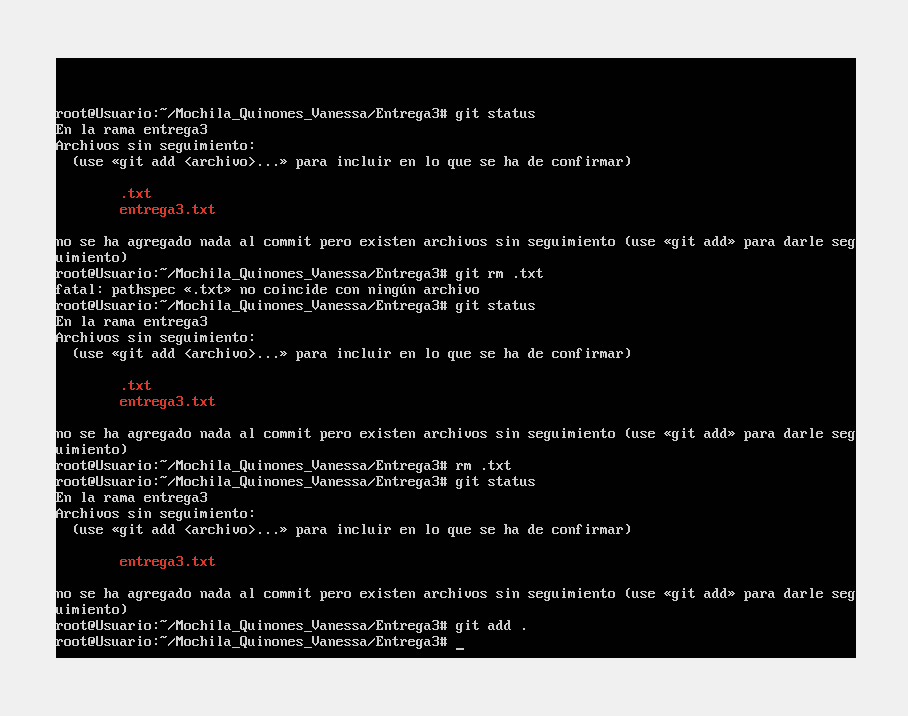 root@Usuario:~/Mochila_Quinones_Vanessa/Entrega3# git status
En la rama entrega3
Archivos sin seguimiento:
  (use «git add <archivo>...» para incluir en lo que se ha de confirmar)
        .txt
        entrega3.txt
no se ha agregado nada al commit pero existen archivos sin seguimiento (use «git add» para darle seg
uimiento)
root@Usuario:~/Mochila_Quinones_Vanessa/Entrega3# git rm .txt
fatal: pathspec «.txt» no coincide con ningún archivo
root@Usuario:~/Mochila_Quinones_Vanessa/Entrega3# git status
En la rama entrega3
Archivos sin seguimiento:
  (use «git add <archivo>...» para incluir en lo que se ha de confirmar)
        .txt
        entrega3.txt
no se ha agregado nada al commit pero existen archivos sin seguimiento (use «git add» para darle seg
uimiento)
root@Usuario:~/Mochila_Quinones_Vanessa/Entrega3# rm .txt
root@Usuario:~/Mochila_Quinones_Vanessa/Entrega3# git status
En la rama entrega3
Archivos sin seguimiento:
  (use «git add <archivo>...» para incluir en lo que se ha de confirmar)
        entrega3.txt
no se ha agregado nada al commit pero existen archivos sin seguimiento (use «git add» para darle seg
uimiento)
root@Usuario:~/Mochila_Quinones_Vanessa/Entrega3# git add .
root@Usuario:~/Mochila_Quinones_Vanessa/Entrega3# _